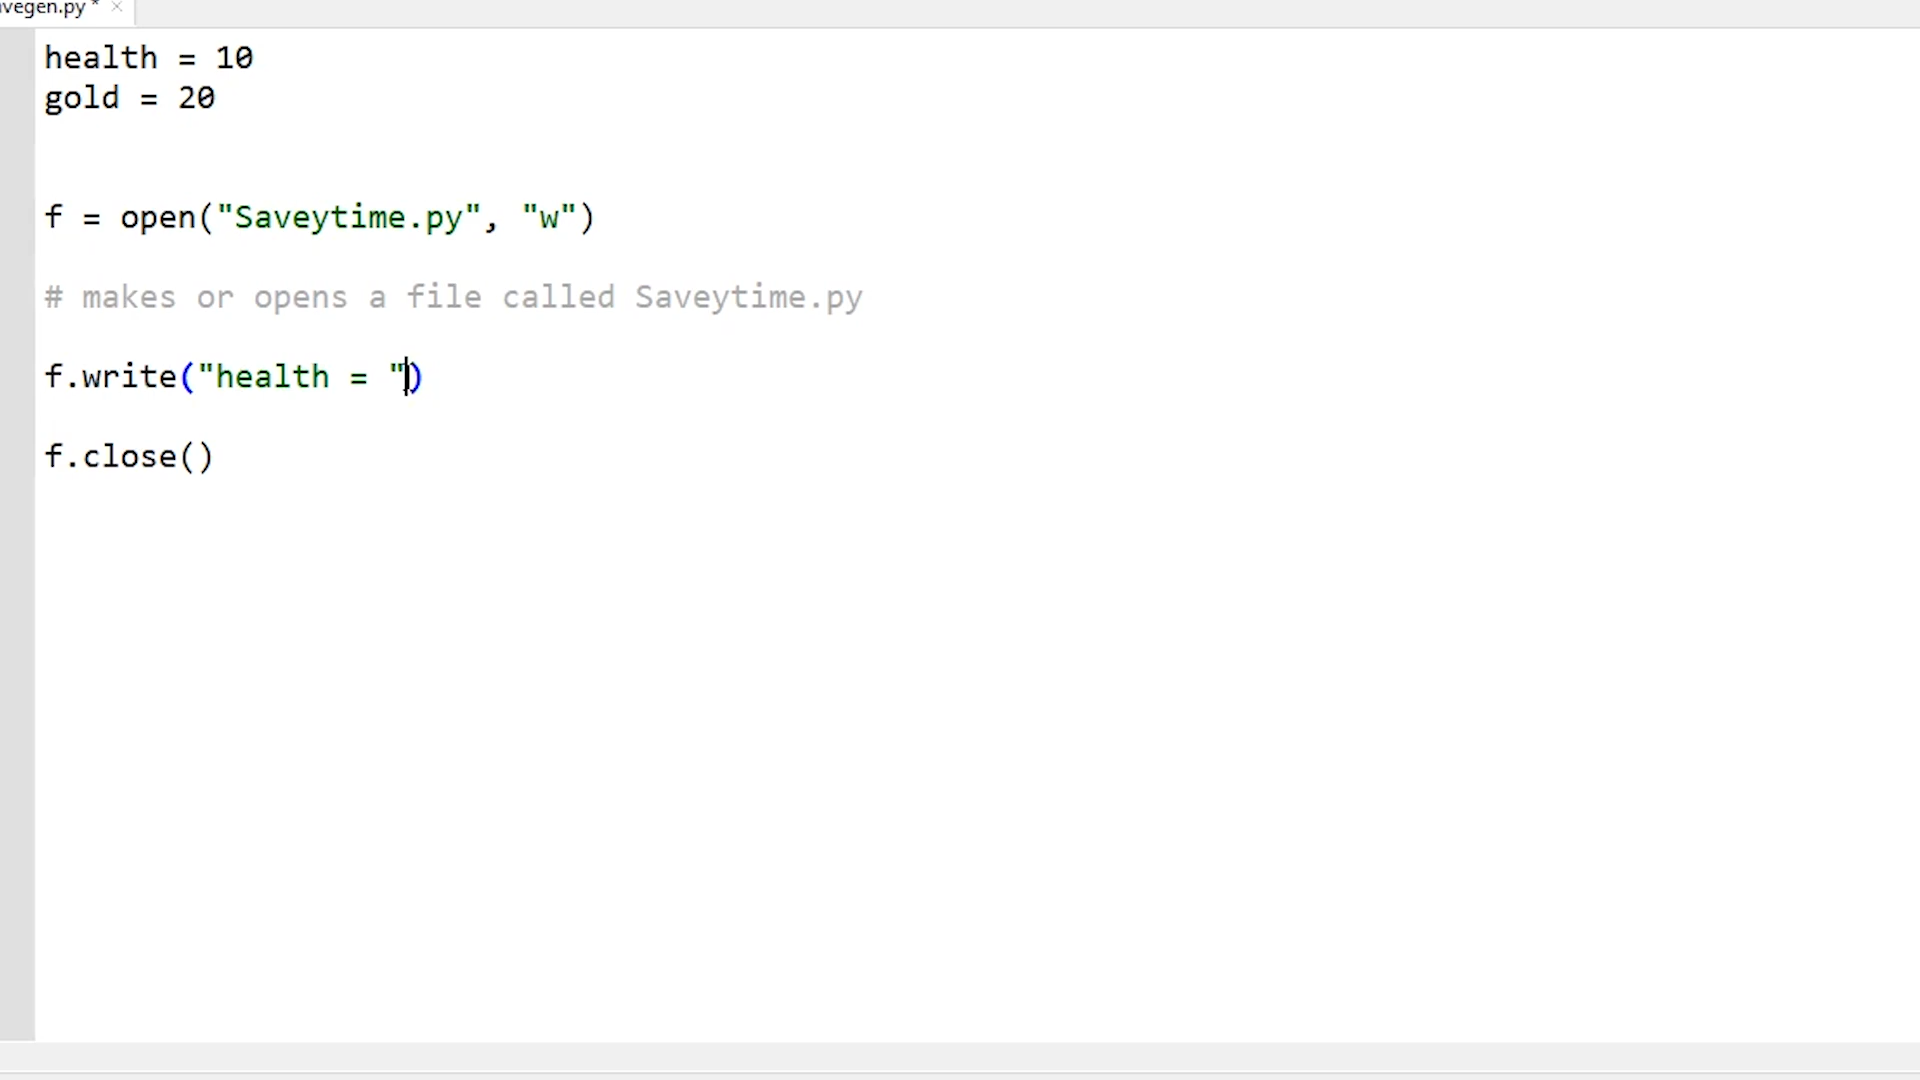 vegen.py * ×
health = 10
gold = 20
f = open("Saveytime.py", "w")
# makes or opens a file called Saveytime.py
f.write("health = ")
f.close()